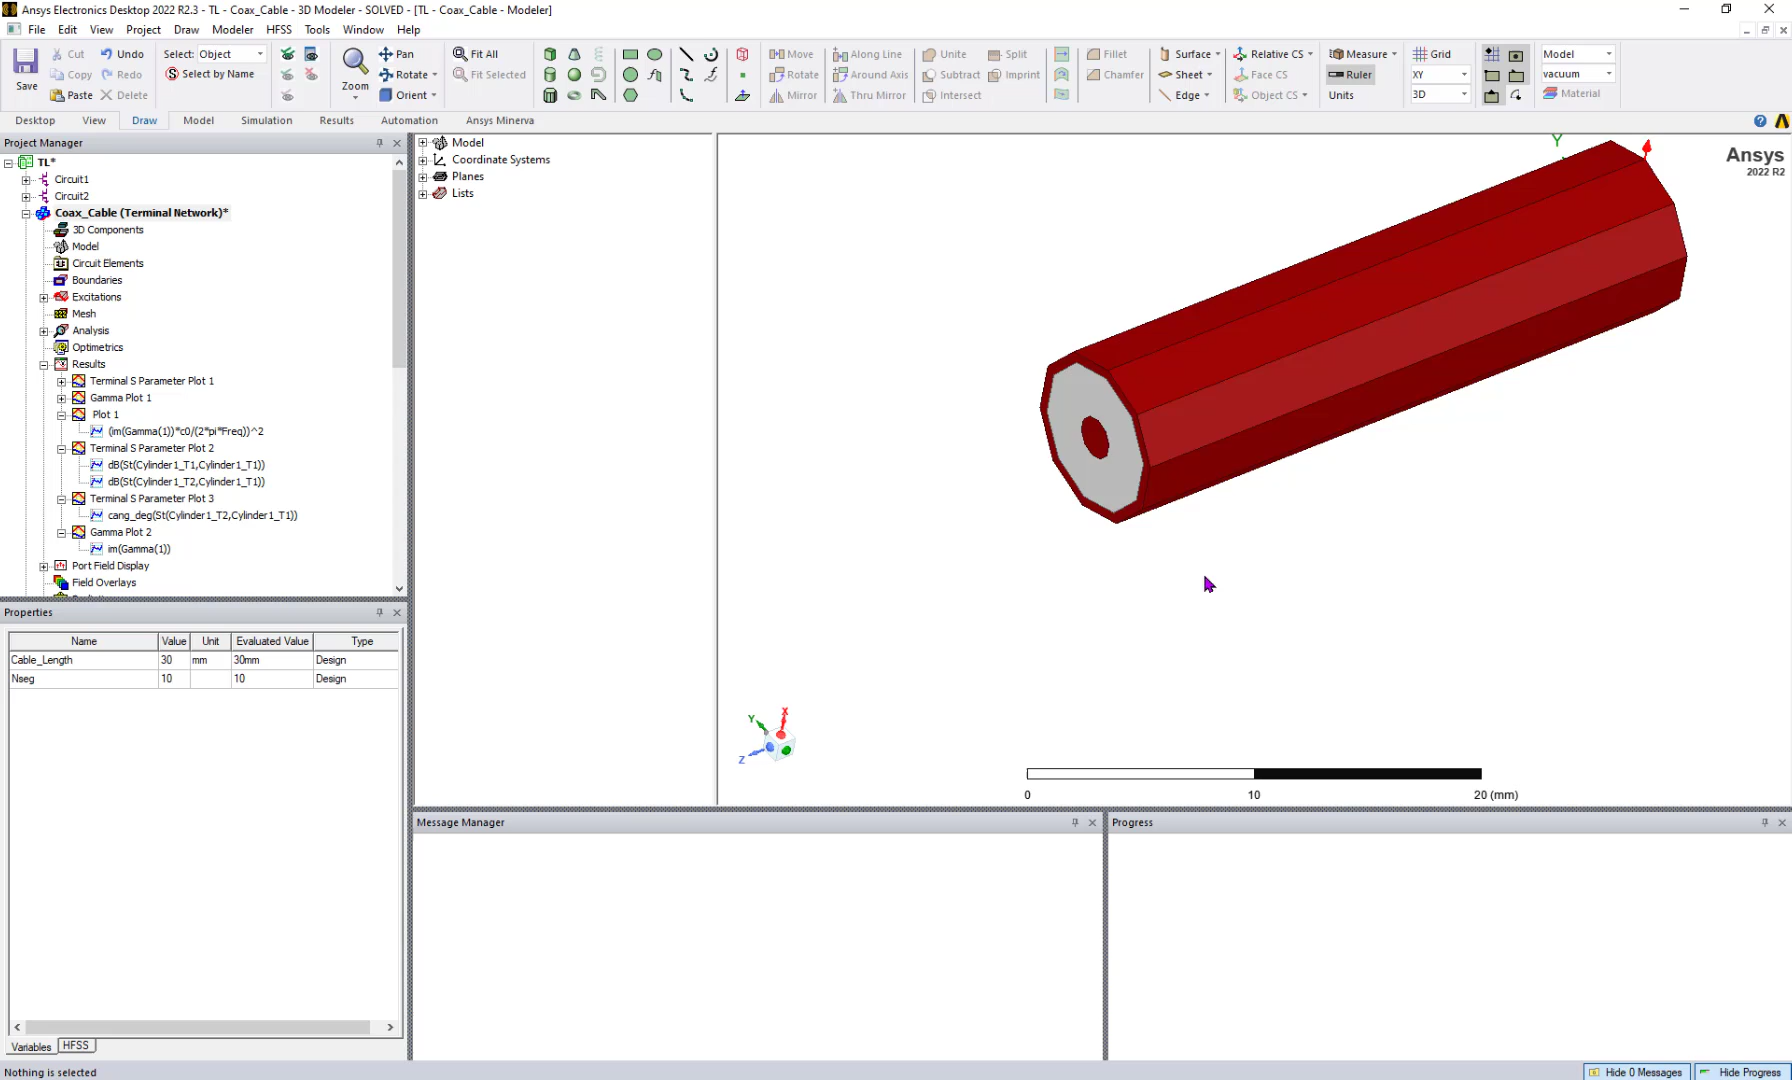 Ansys Electronics Desktop 2022 R2.3 - TL - Coax_Cable - 3D Modeler - SOLVED - [TL - Coax_Cable - Modeler]
File Edit View Project Draw Modeler HFSS Tools Window Help
Save
Cut
Copy
Paste
Undo
Redo
Delete
Select: Object
Select by Name
Zoom
Pan
Rotate
Orient
Fit All
Fit Selected
Move
Rotate
Mirror
Along Line
Around Axis
Thru Mirror
Unite
Subtract
Intersect
Split
Imprint
Fillet
Chamfer
Surface
Sheet
Edge
Relative CS
Face CS
Object CS
Measure
Ruler
Units
Grid
XY
3D
Model
vacuum
Material
Desktop View Draw Model Simulation Results Automation Ansys Minerva
Project Manager
TL*
Circuit1
Circuit2
Coax_Cable (Terminal Network)*
3D Components
Model
Circuit Elements
Boundaries
Excitations
Mesh
Analysis
Optimetrics
Results
Terminal S Parameter Plot 1
Gamma Plot 1
Plot 1
(im(Gamma(1))*c0/(2*pi*Freq))^2
Terminal S Parameter Plot 2
dB(St(Cylinder1_T1,Cylinder1_T1))
dB(St(Cylinder1_T2,Cylinder1_T1))
Terminal S Parameter Plot 3
cang_deg(St(Cylinder1_T2,Cylinder1_T1))
Gamma Plot 2
im(Gamma(1))
Port Field Display
Field Overlays
Properties
Name Value Unit Evaluated Value Type
Cable_Length 30 mm 30mm Design
Nseg 10 10 Design
Variables HFSS
Model
Coordinate Systems
Planes
Lists
Y
Ansys
2022 R2
X
Y
Z
0 10 20 (mm)
Message Manager
Progress
Nothing is selected
Hide 0 Messages
Hide Progress